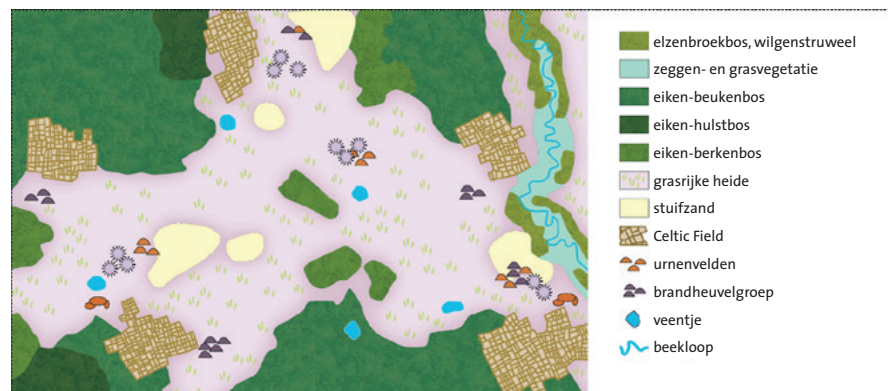 elzenbroekbos, wilgenstruweel
zeggen- en grasvegetatie
eiken-beukenbos
eiken-hulstbos
eiken-berkenbos
grasrijke heide
stuifzand
Celtic Field
urnenvelden
brandheuvelgroep
veentje
beekloop